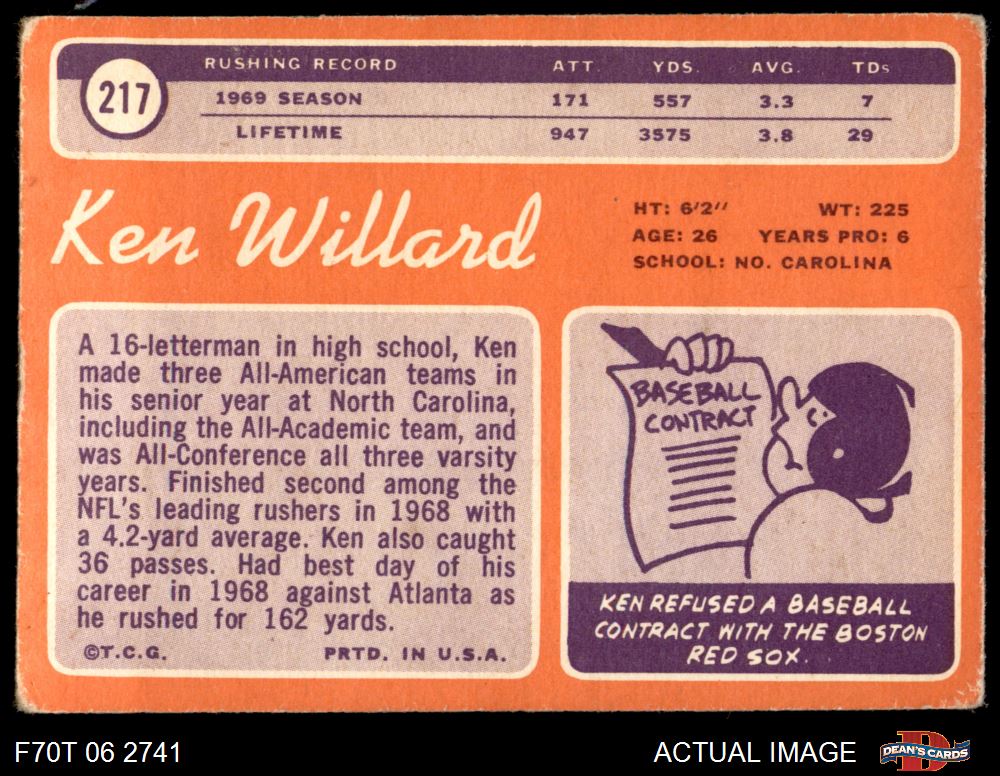 RUSHING RECORD ATT. YDS. AVG. TDs
217
1969 SEASON 171 557 3.3 7
LIFETIME 947 3575 3.8 29
Ken Willard
HT: 6'2" WT: 225
AGE: 26 YEARS PRO: 6
SCHOOL: NO. CAROLINA
A 16-letterman in high school, Ken
made three All-American teams in
his senior year at North Carolina,
including the All-Academic team, and
was All-Conference all three varsity
years. Finished second among the
NFL's leading rushers in 1968 with
a 4.2-yard average. Ken also caught
36 passes. Had best day of his
career in 1968 against Atlanta as
he rushed for 162 yards.
©T.C.G. PRTD. IN U.S.A.
BASEBALL
CONTRACT
KEN REFUSED A BASEBALL
CONTRACT WITH THE BOSTON
RED SOX.
F70T 06 2741 ACTUAL IMAGE
DEAN'S CARDS